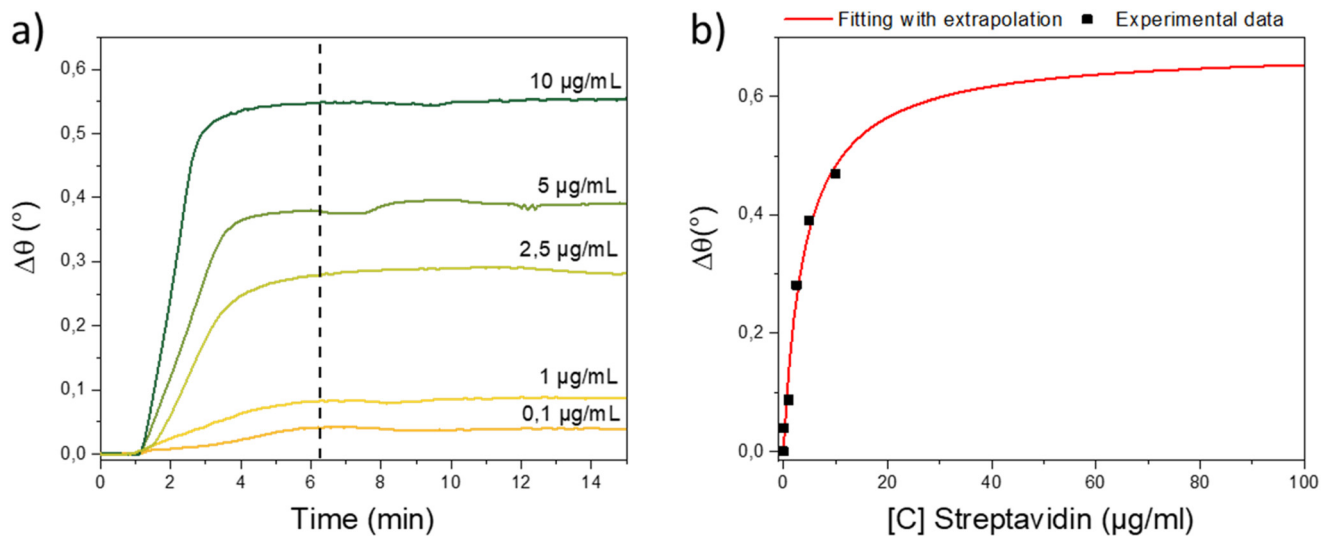 a)
0,6
0,5
0,4
0,3
0,2
0,1
0,0
Δθ (°)
10 µg/mL
5 µg/mL
2,5 µg/mL
1 µg/mL
0,1 µg/mL
0 2 4 6 8 10 12 14
Time (min)
b)
Fitting with extrapolation Experimental data
0,6
0,4
0,2
0,0
Δθ(°)
0 20 40 60 80 100
[C] Streptavidin (µg/ml)